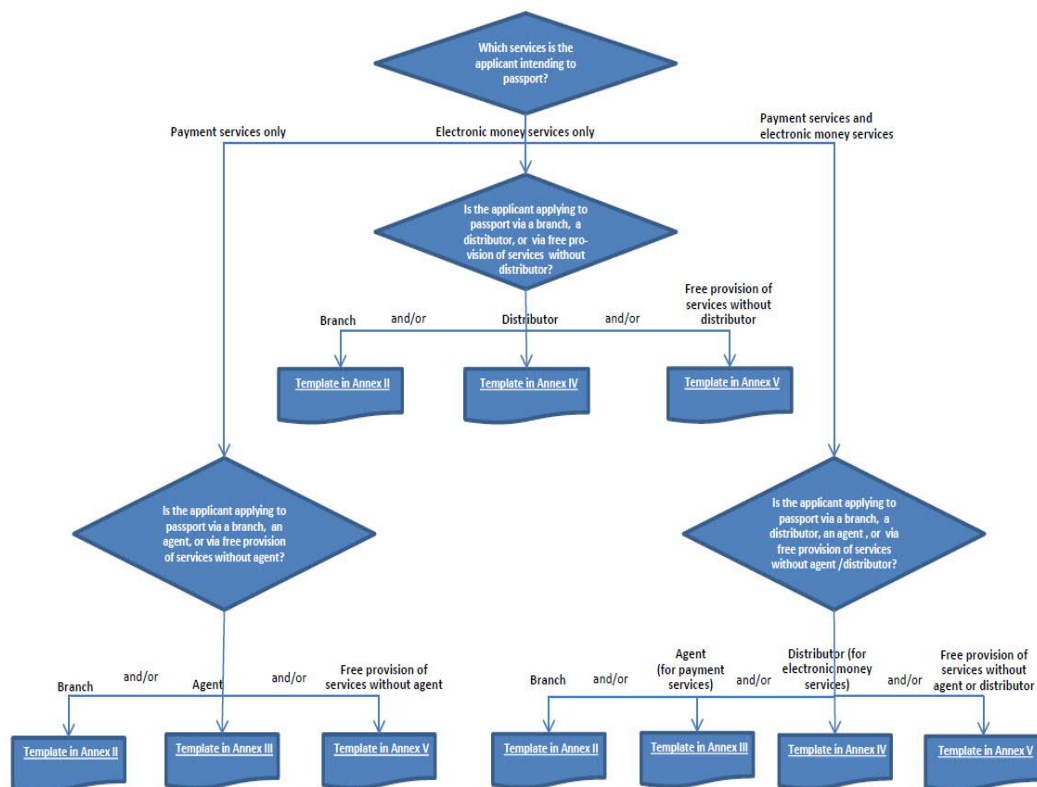 Which services is the
applicant intending to
passport?
Payment services only
Electronic money services only
Payment services and
electronic money services
Is the applicant applying to
passport via a branch, a
distributor, or via free pro-
vision of services without
distributor?
Branch
and/or
Distributor
and/or
Free provision of
services without
distributor
Template in Annex II
Template in Annex IV
Template in Annex V
Is the applicant applying to
passport via a branch, an
agent, or via free provision
of services without agent?
Branch
and/or
Agent
and/or
Free provision of
services without agent
Template in Annex II
Template in Annex III
Template in Annex V
Is the applicant applying to
passport via a branch, a
distributor, an agent , or via
free provision of services
without agent /distributor?
Branch
and/or
Agent
(for payment
services)
and/or
Distributor (for
electronic money
services)
and/or
Free provision of
services without
agent or distributor
Template in Annex II
Template in Annex III
Template in Annex IV
Template in Annex V